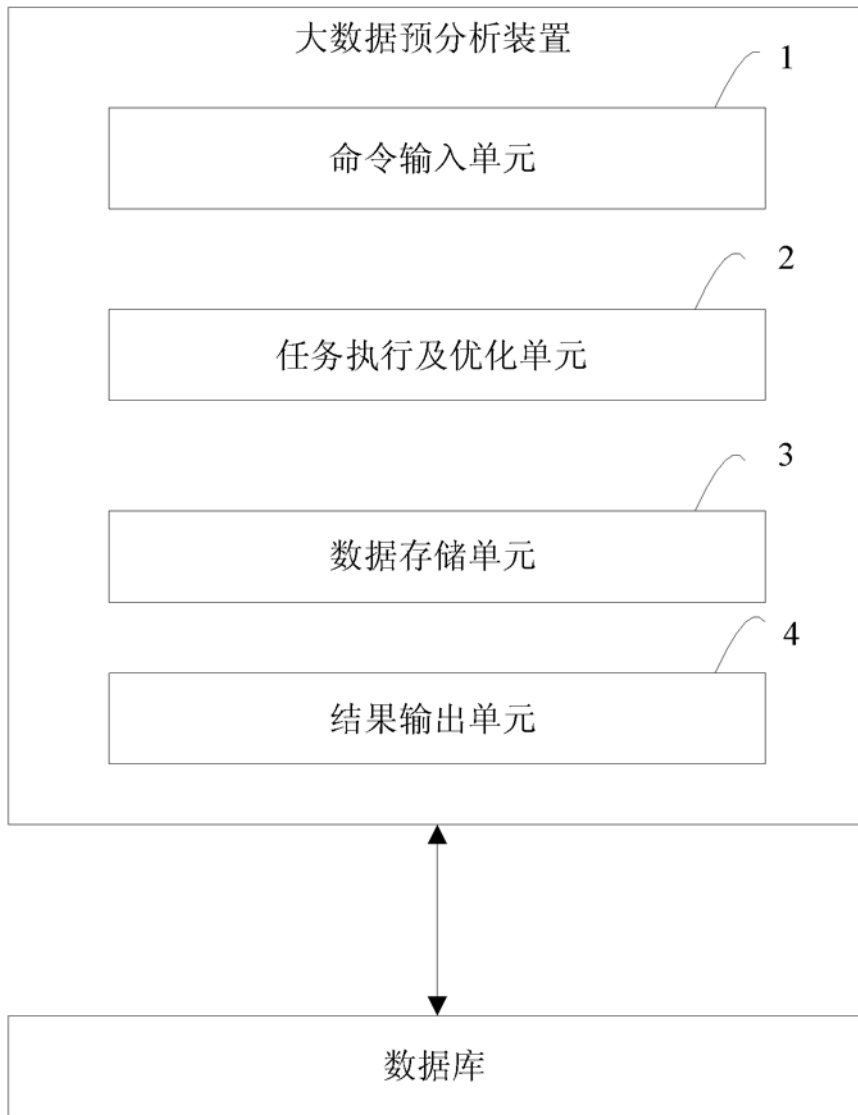 大数据预分析装置
1
命令输入单元
2
任务执行及优化单元
3
数据存储单元
4
结果输出单元
数据库